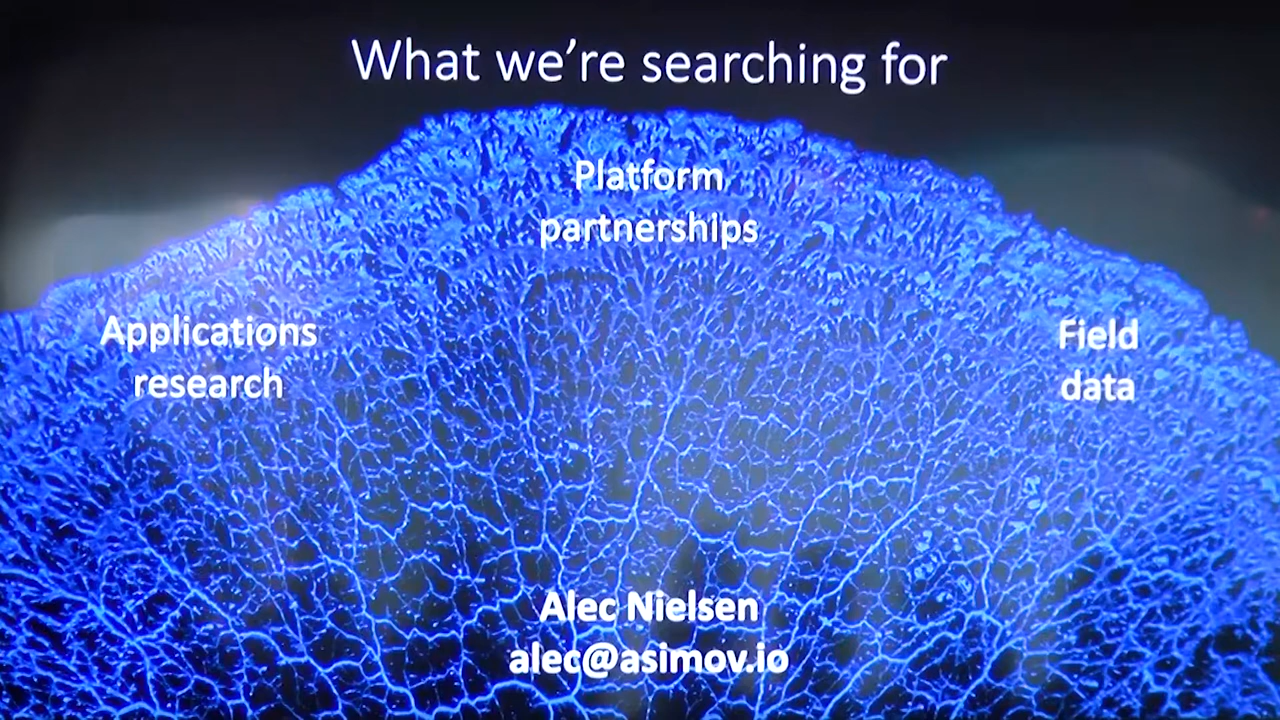 What we’re searching for
Platform
partnerships
Applications
research
Field
data
Alec Nielsen
alec@asimov.io